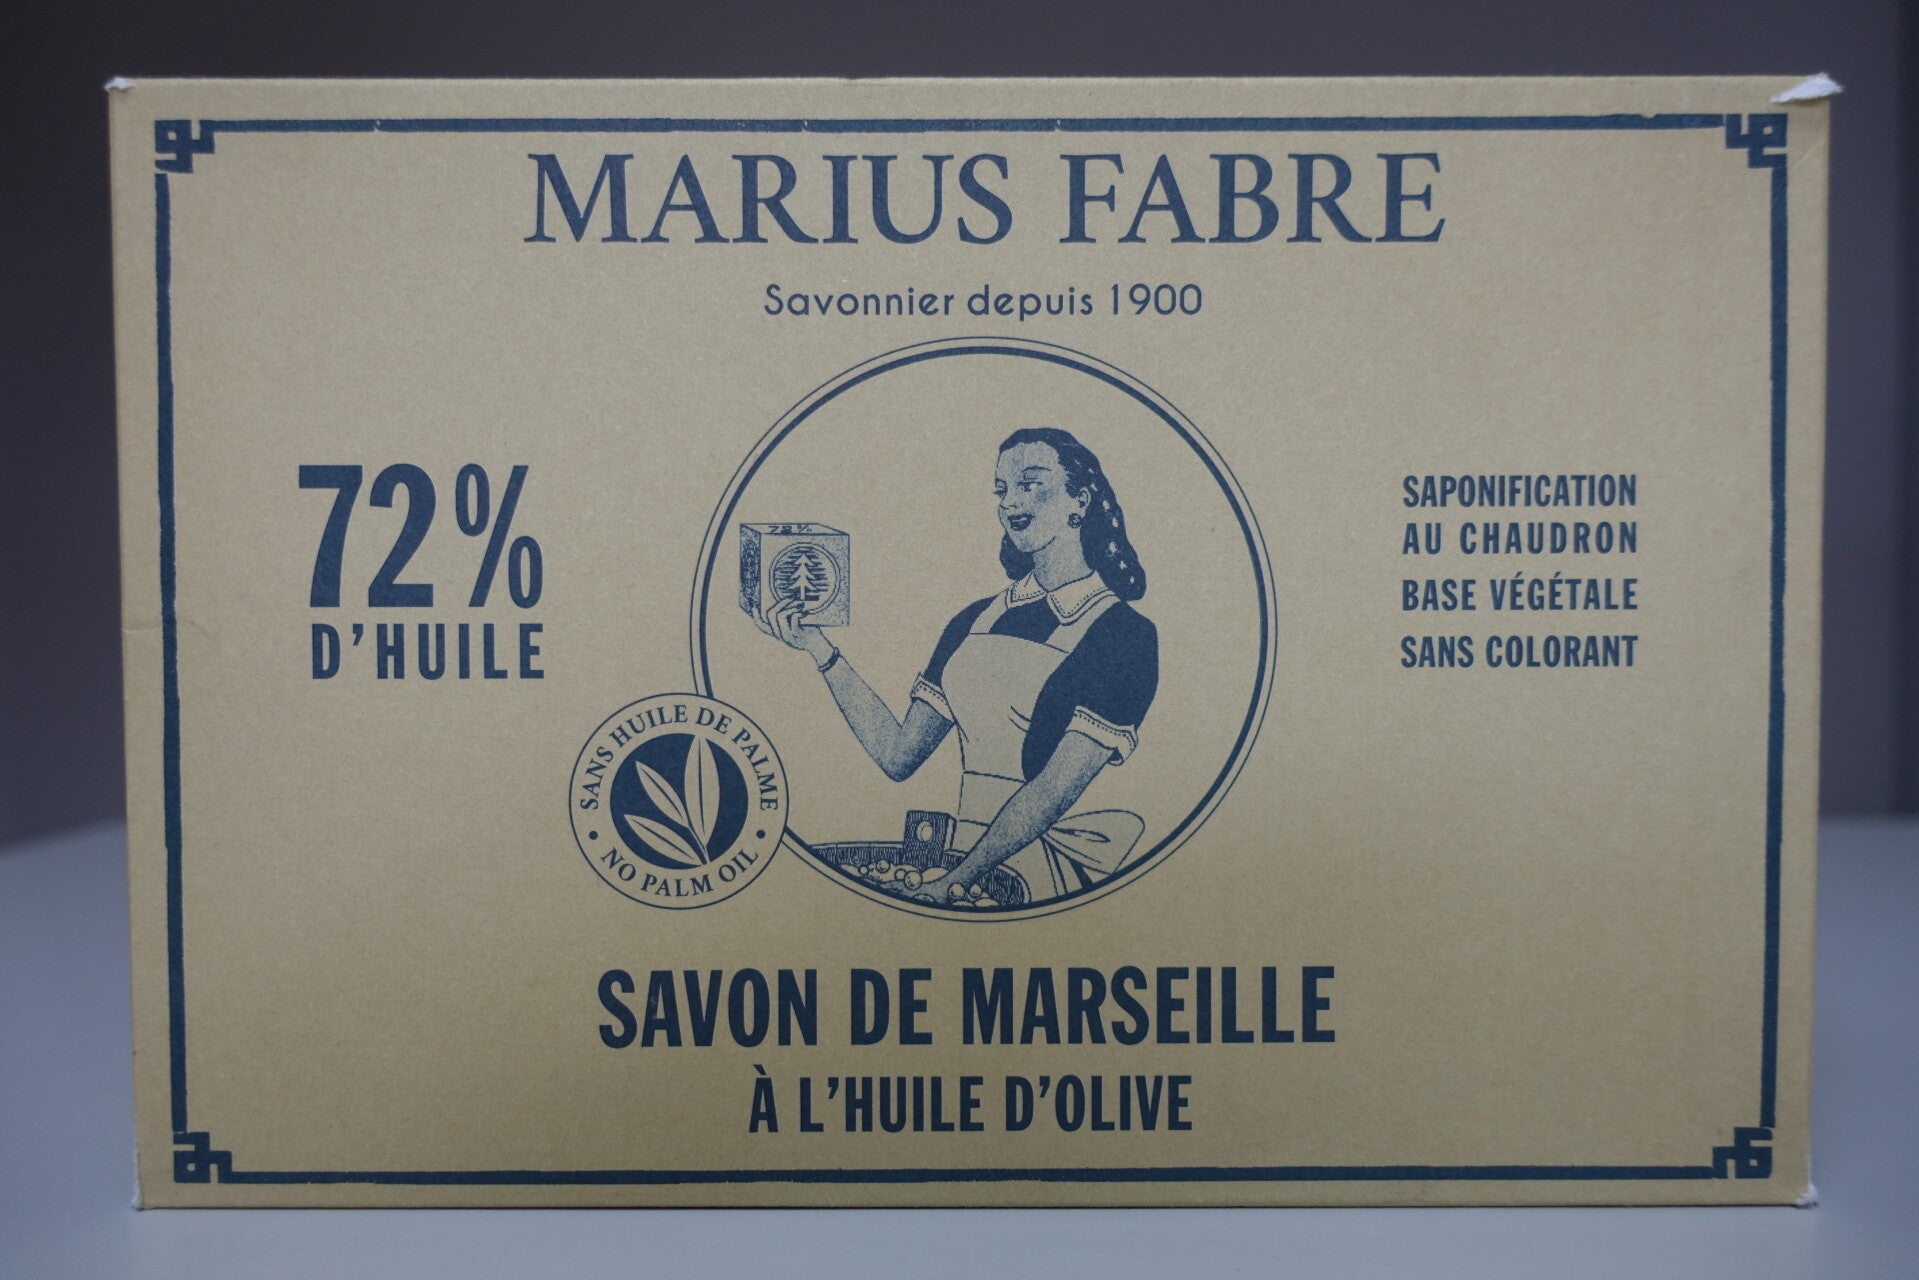 MARIUS FABRE
Savonnier depuis 1900
72%
D'HUILE
72%
SAPONIFICATION
AU CHAUDRON
BASE VÉGÉTALE
SANS COLORANT
SANS HUILE DE PALME
• NO PALM OIL •
SAVON DE MARSEILLE
À L'HUILE D'OLIVE